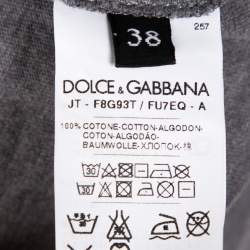 257
38
DOLCE & GABBANA
JT - F8G93T / FU7EQ - A
100% COTONE-COTTON-ALGODON-
COTON-ALGODÃO-
BAUMWOLLE-ХЛОПОК-棉